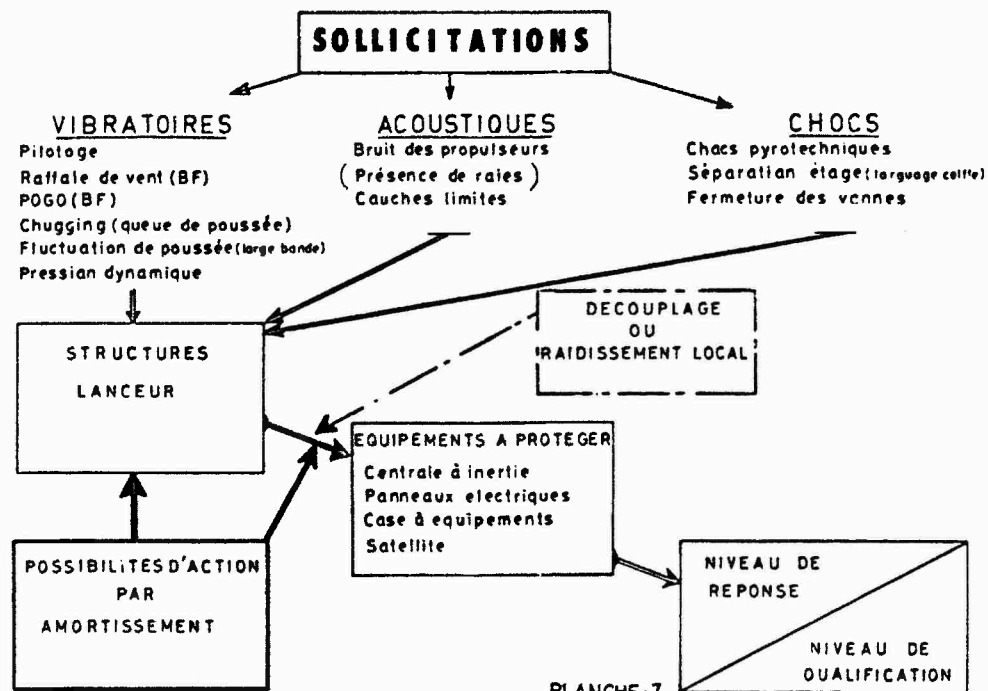 SOLLICITATIONS
VIBRATOIRES
Pilotage
Raffale de vent (BF)
POGO (BF)
Chugging (queue de poussée)
Fluctuation de poussée (large bande)
Pression dynamique
ACOUSTIQUES
Bruit des propulseurs
(Présence de raies)
Cauches limites
CHOCS
Chacs pyrotechniques
Séparation étage (larguage coiffe)
Fermeture des vannes
STRUCTURES
LANCEUR
DECOUPLAGE
OU
RAIDISSEMENT LOCAL
EQUIPEMENTS A PROTEGER
Centrale à inertie
Panneaux electriques
Case à equipements
Satellite
POSSIBILITES D'ACTION
PAR
AMORTISSEMENT
NIVEAU DE
REPONSE
NIVEAU DE
QUALIFICATION
PLANCHE-7